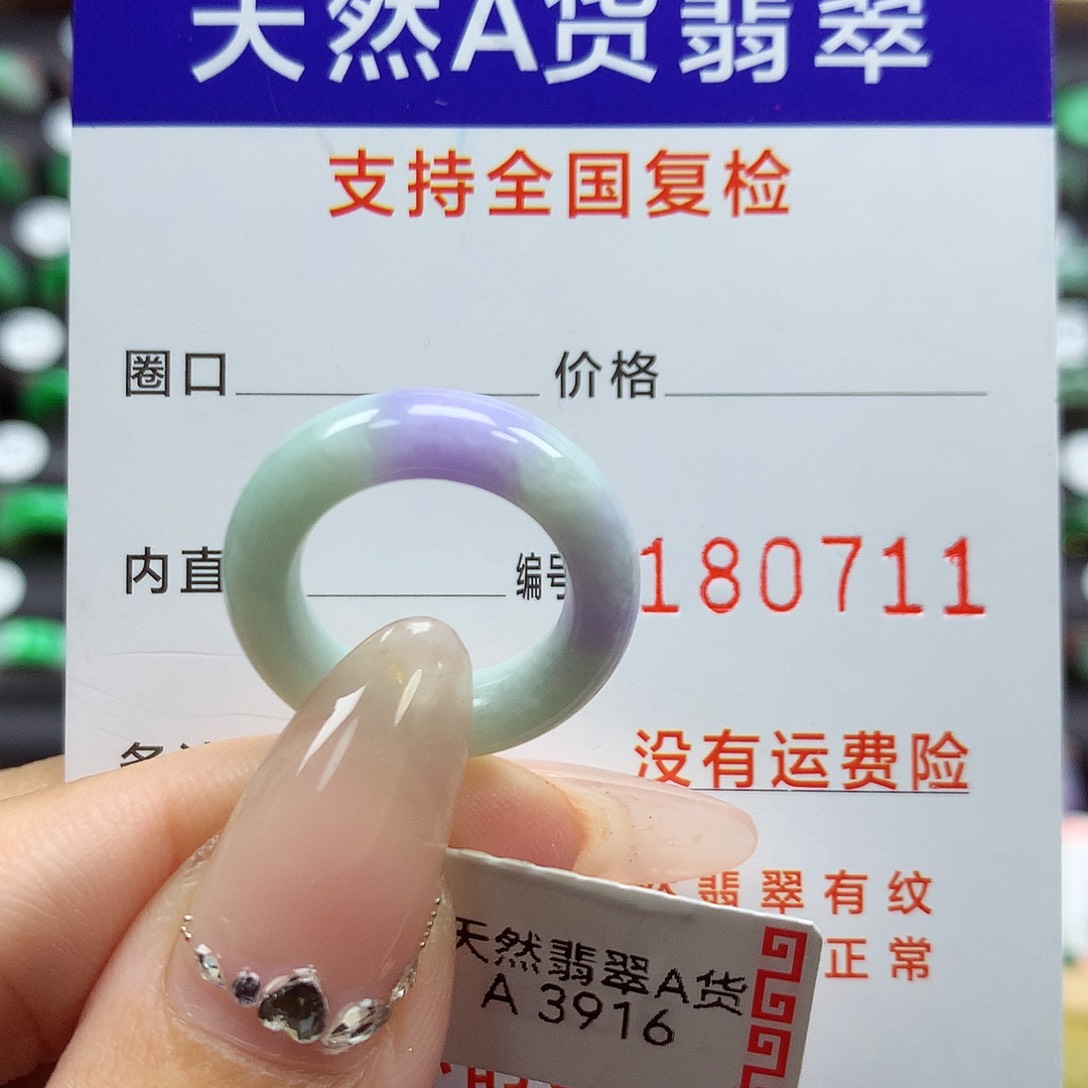 天然A货翡翠
支持全国复检
圈口 价格
内直 编号 180711
没有运费险
翡翠有纹
正常
天然翡翠A货
A 3916